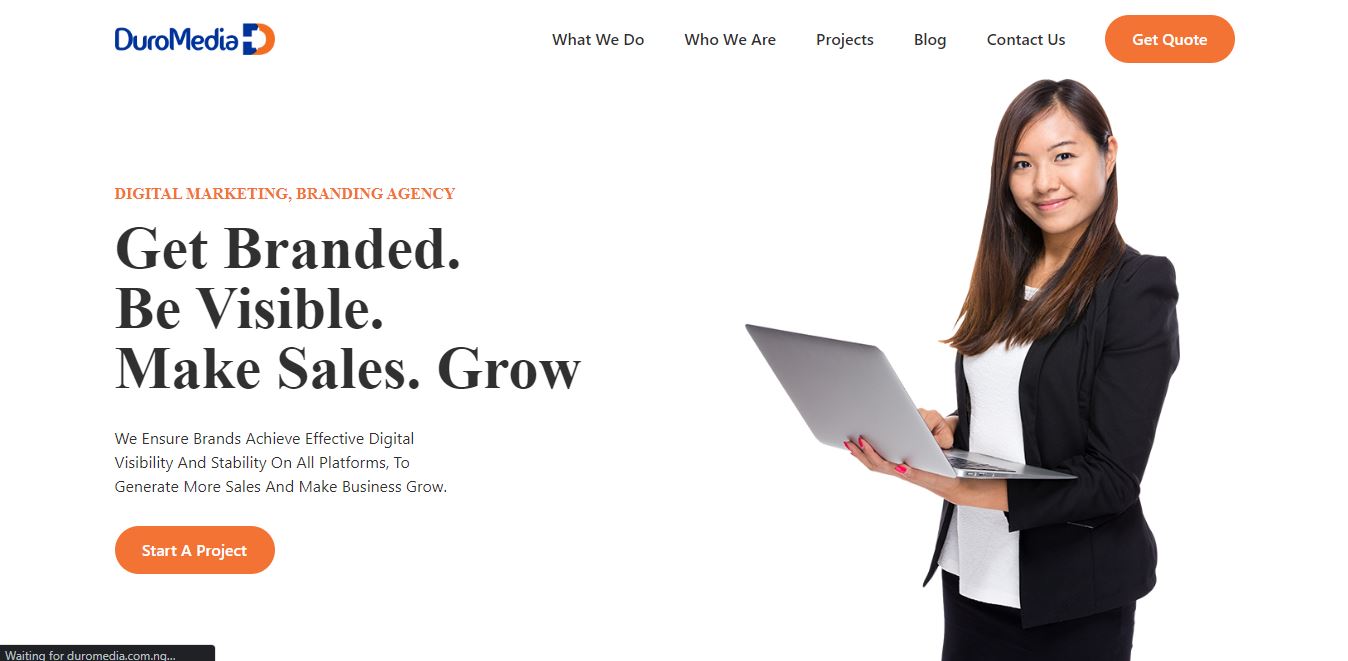 DuroMedia
What We Do
Who We Are
Projects
Blog
Contact Us
Get Quote
DIGITAL MARKETING, BRANDING AGENCY
Get Branded.
Be Visible.
Make Sales. Grow
We Ensure Brands Achieve Effective Digital
Visibility And Stability On All Platforms, To
Generate More Sales And Make Business Grow.
Start A Project
Waiting for duromedia.com.ng...